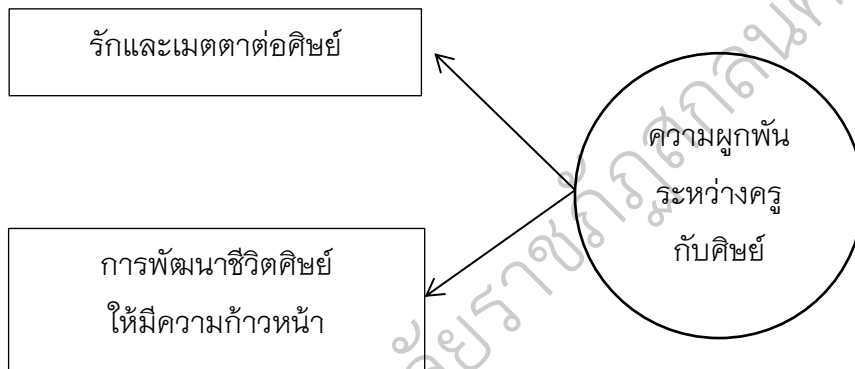 รักและเมตตาต่อศิษย์
ความผูกพัน
ระหว่างครู
กับศิษย์
การพัฒนาชีวิตศิษย์
ให้มีความก้าวหน้า